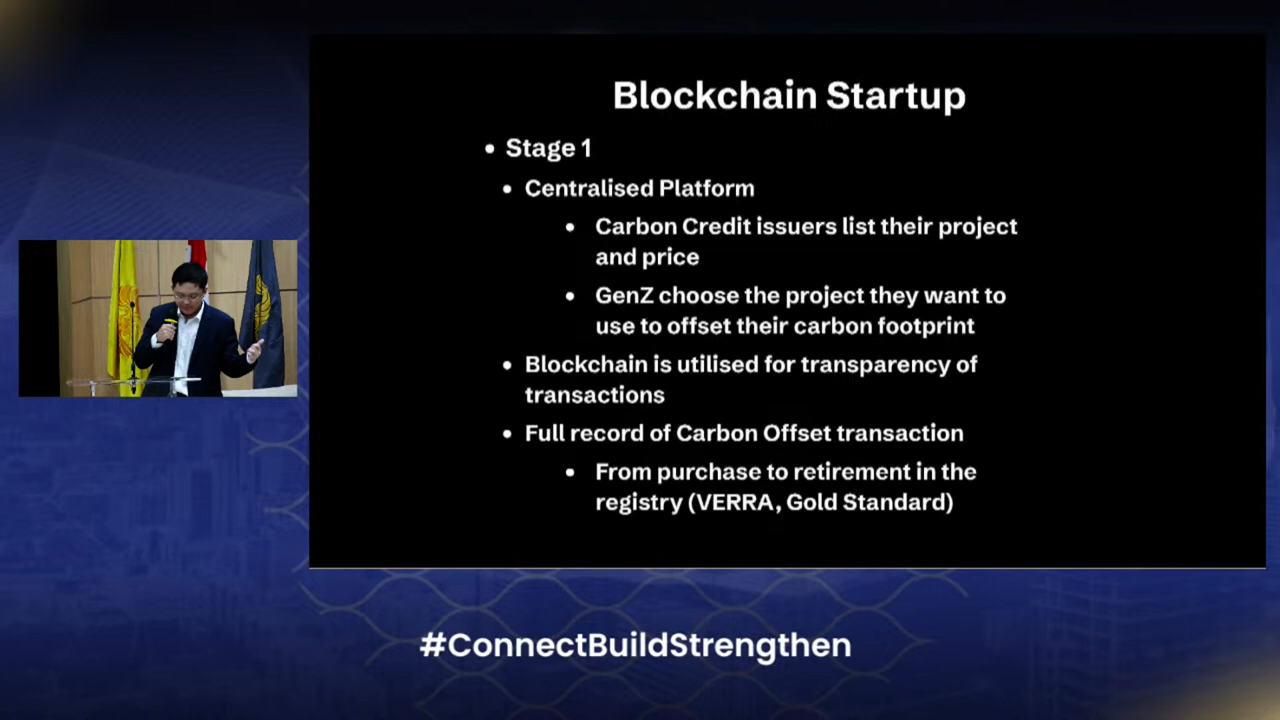 Blockchain Startup
• Stage 1
• Centralised Platform
• Carbon Credit issuers list their project
and price
• GenZ choose the project they want to
use to offset their carbon footprint
• Blockchain is utilised for transparency of
transactions
• Full record of Carbon Offset transaction
• From purchase to retirement in the
registry (VERRA, Gold Standard)
#ConnectBuildStrengthen